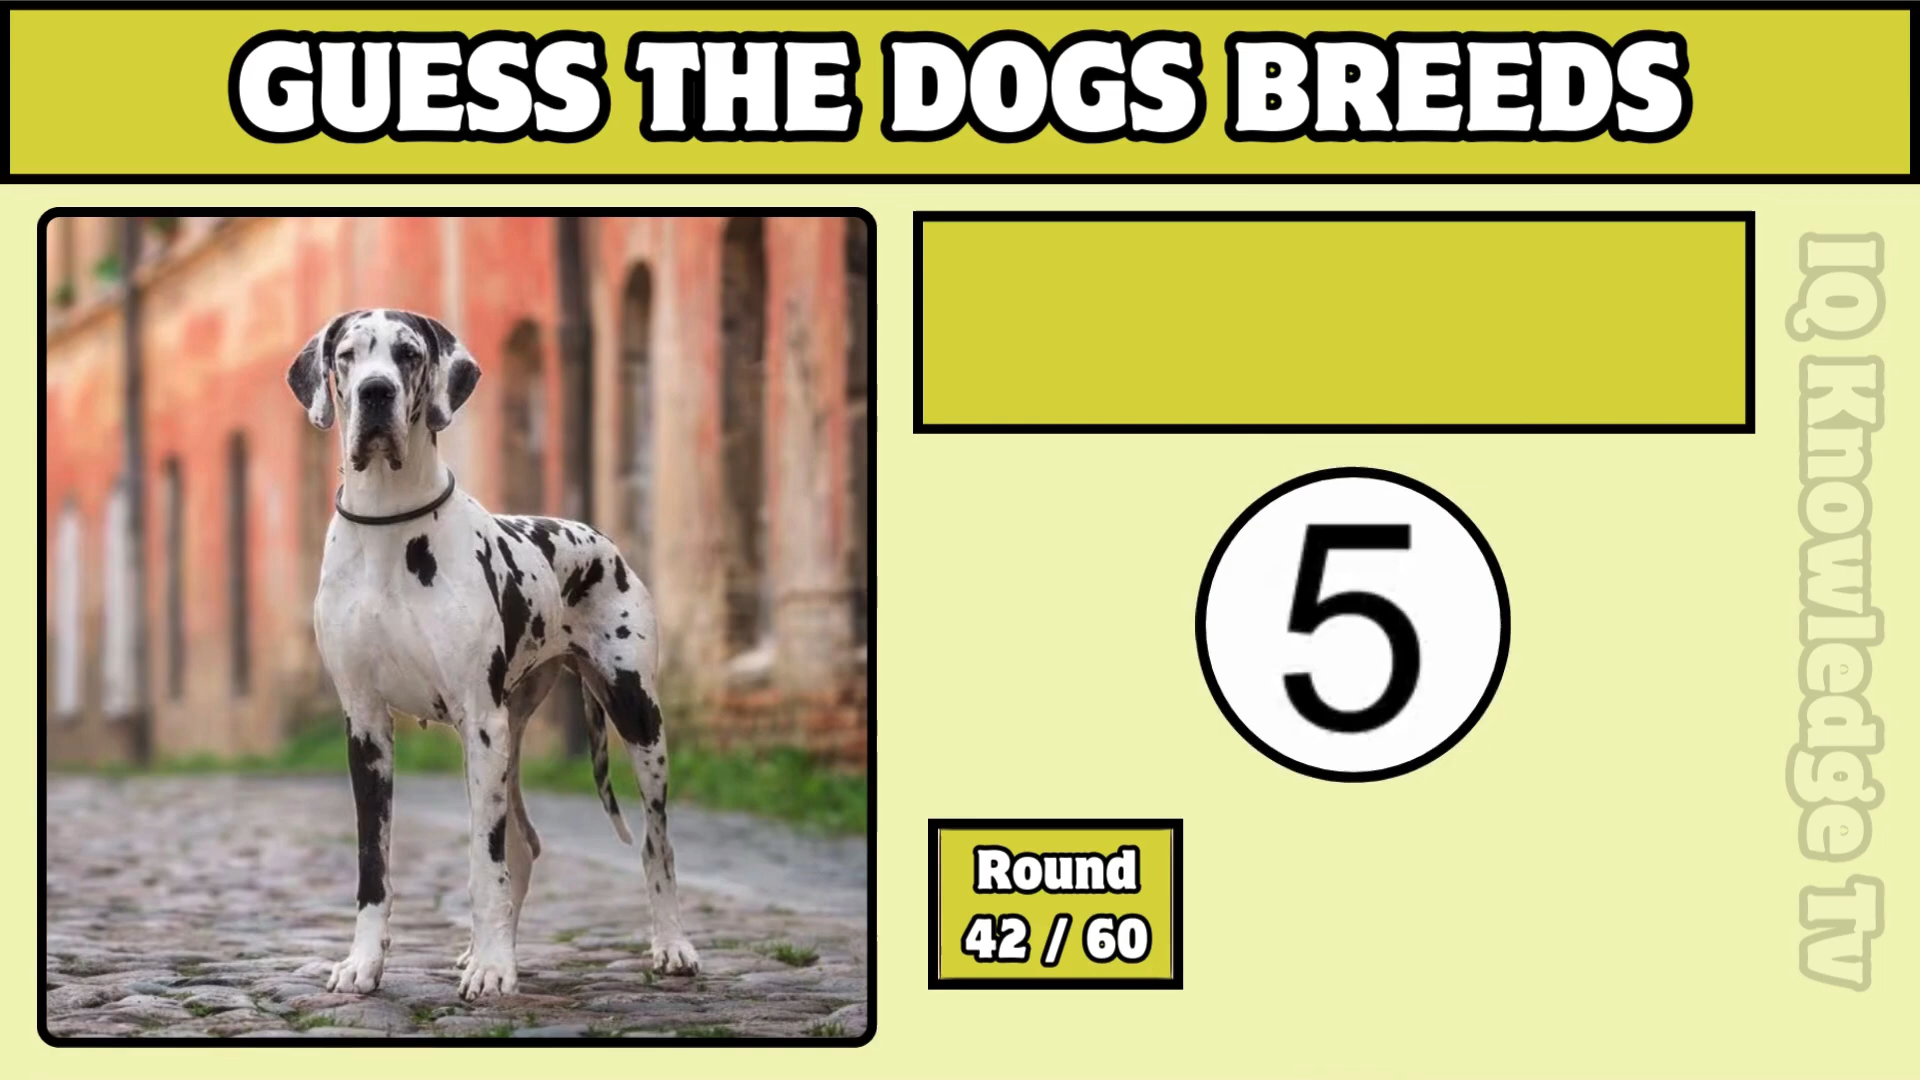 GUESS THE DOGS BREEDS
5
Round
42 / 60
IQ Knowledge TV